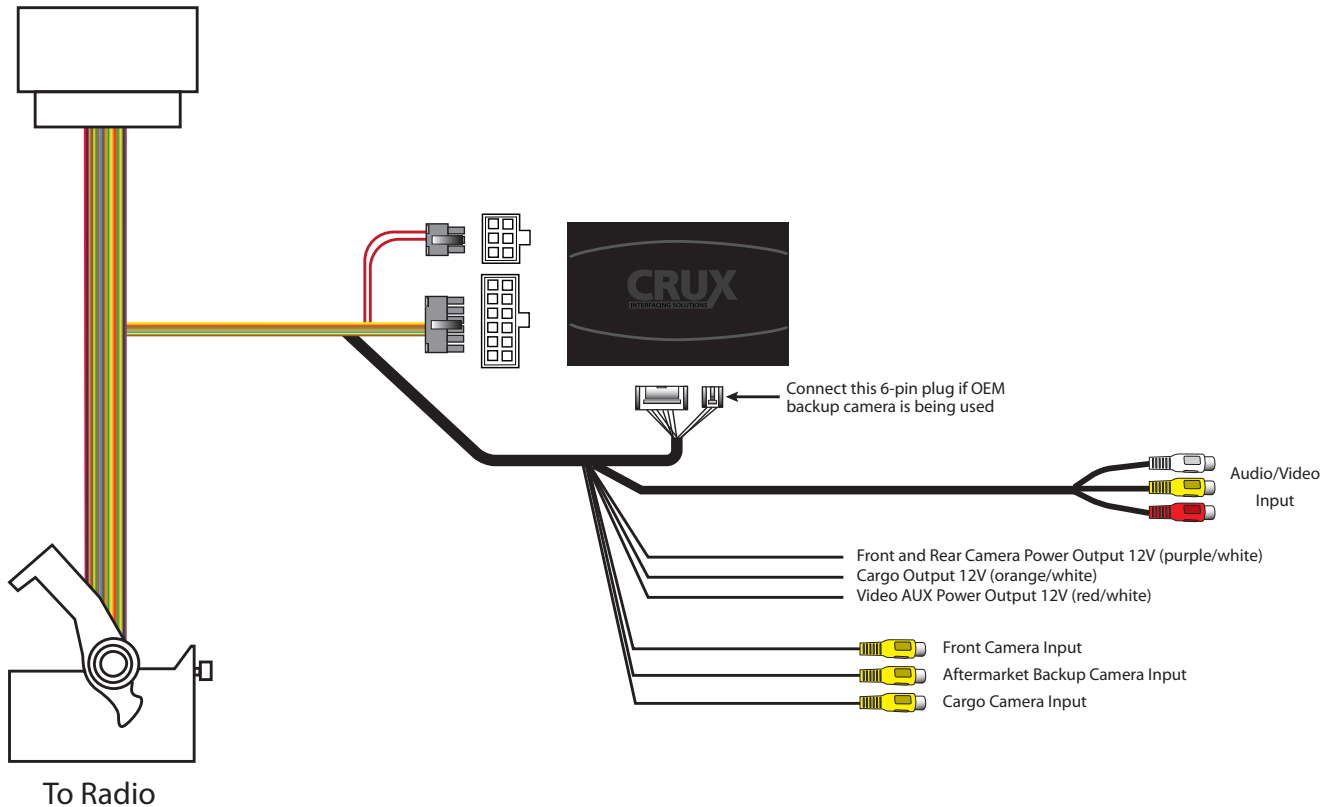 CRUX
INTERFACING SOLUTIONS
Connect this 6-pin plug if OEM
backup camera is being used
Audio/Video
Input
Front and Rear Camera Power Output 12V (purple/white)
Cargo Output 12V (orange/white)
Video AUX Power Output 12V (red/white)
Front Camera Input
Aftermarket Backup Camera Input
Cargo Camera Input
To Radio